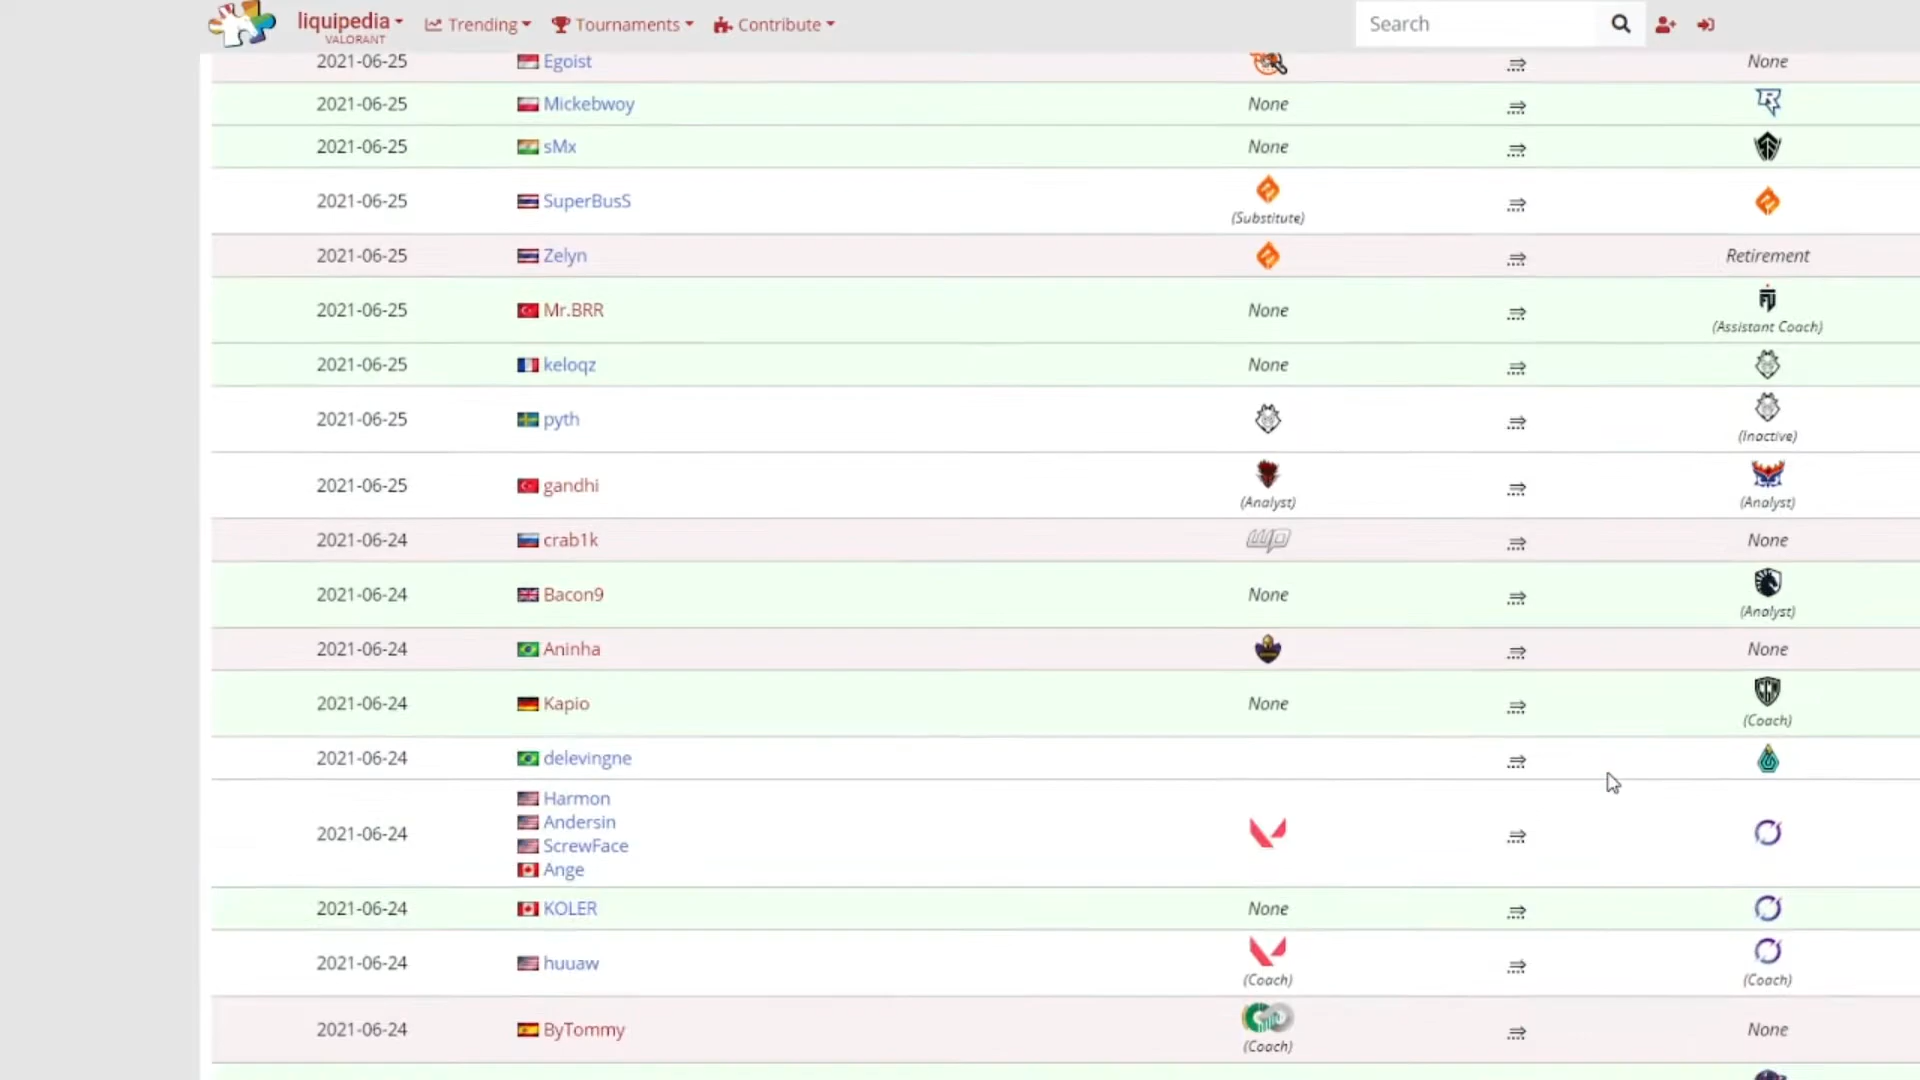 liquipedia
VALORANT
Trending
Tournaments
Contribute
Search
2021-06-25 Egoist None
2021-06-25 Mickebwoy None
2021-06-25 sMx None
2021-06-25 SuperBusS (Substitute)
2021-06-25 Zelyn Retirement
2021-06-25 Mr.BRR None (Assistant Coach)
2021-06-25 keloqz None
2021-06-25 pyth (Inactive)
2021-06-25 gandhi (Analyst) (Analyst)
2021-06-24 crab1k None
2021-06-24 Bacon9 None (Analyst)
2021-06-24 Aninha None
2021-06-24 Kapio None (Coach)
2021-06-24 delevingne
2021-06-24 Harmon
Andersin
ScrewFace
Ange
2021-06-24 KOLER None
2021-06-24 huuaw (Coach) (Coach)
2021-06-24 ByTommy (Coach) None